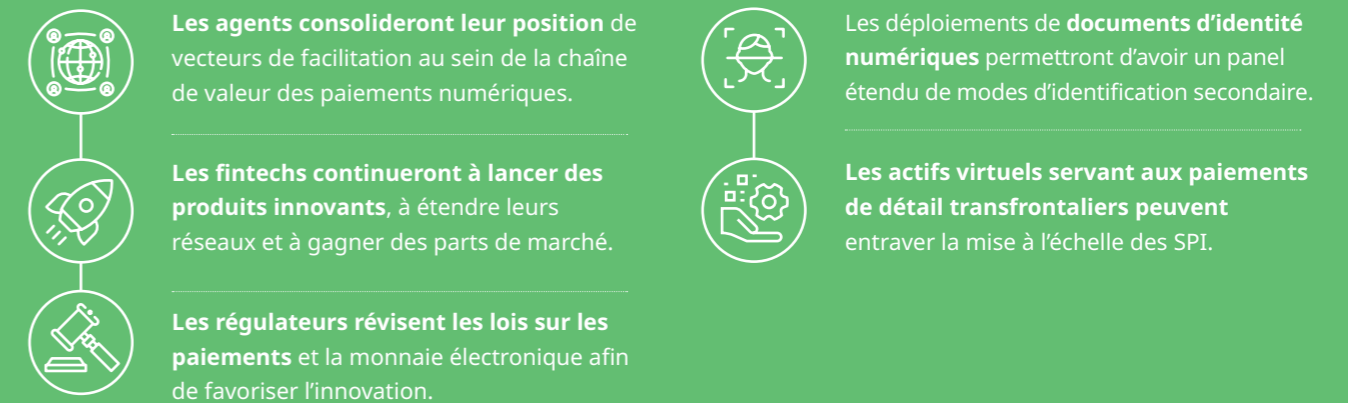 Les agents consolideront leur position de
vecteurs de facilitation au sein de la chaîne
de valeur des paiements numériques.
Les fintechs continueront à lancer des
produits innovants, à étendre leurs
réseaux et à gagner des parts de marché.
Les régulateurs révisent les lois sur les
paiements et la monnaie électronique afin
de favoriser l’innovation.
Les déploiements de documents d’identité
numériques permettront d’avoir un panel
étendu de modes d’identification secondaire.
Les actifs virtuels servant aux paiements
de détail transfrontaliers peuvent
entraver la mise à l’échelle des SPI.